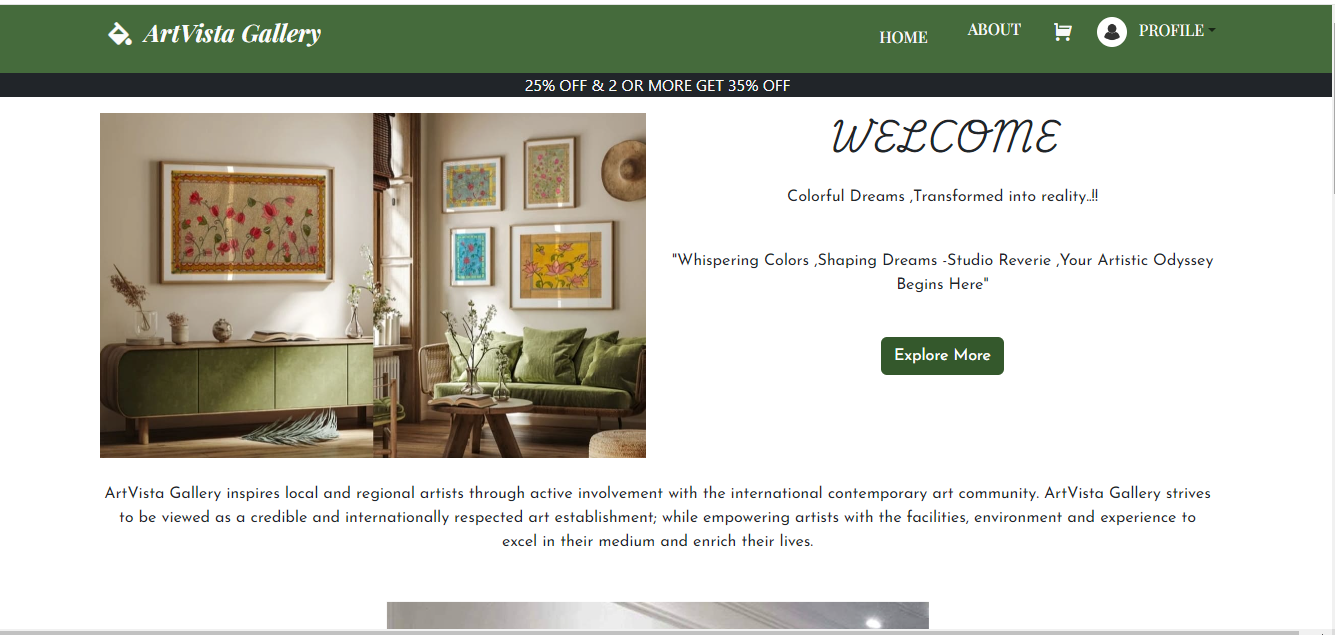 ArtVista Gallery
HOME
ABOUT
PROFILE
25% OFF & 2 OR MORE GET 35% OFF
WELCOME
Colorful Dreams ,Transformed into reality..!!
"Whispering Colors ,Shaping Dreams -Studio Reverie ,Your Artistic Odyssey
Begins Here"
Explore More
ArtVista Gallery inspires local and regional artists through active involvement with the international contemporary art community. ArtVista Gallery strives
to be viewed as a credible and internationally respected art establishment; while empowering artists with the facilities, environment and experience to
excel in their medium and enrich their lives.